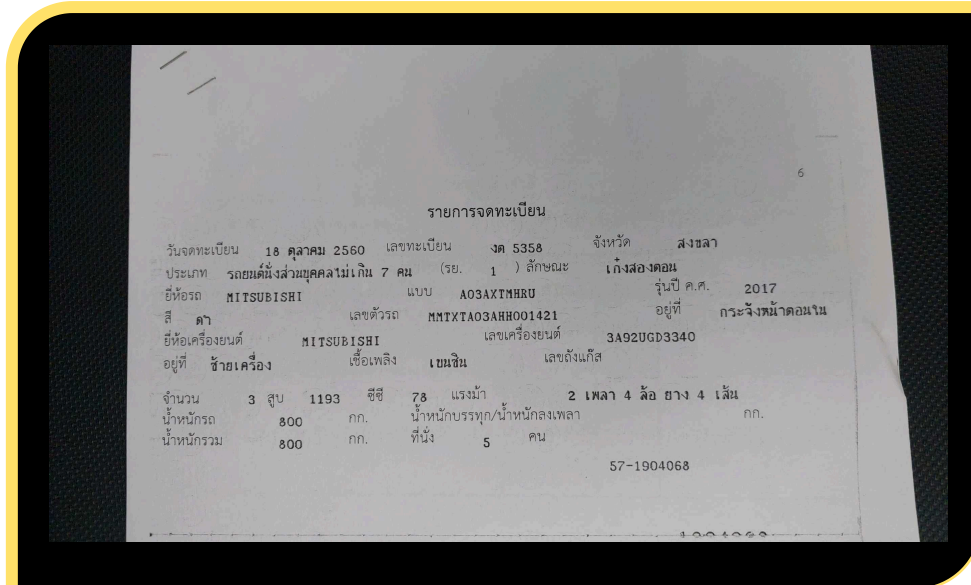 6
รายการจดทะเบียน
วันจดทะเบียน 18 ตุลาคม 2560 เลขทะเบียน งต 5358 จังหวัด สงขลา
ประเภท รถยนต์นั่งส่วนบุคคลไม่เกิน 7 คน (รย. 1 ) ลักษณะ เก๋งสองตอน
ยี่ห้อรถ MITSUBISHI แบบ A03AXTMHRU รุ่นปี ค.ศ. 2017
สี ดำ เลขตัวรถ MMTXTA03AHH001421 อยู่ที่ กระจังหน้าตอนใน
ยี่ห้อเครื่องยนต์ MITSUBISHI เลขเครื่องยนต์ 3A92UGD3340
อยู่ที่ ซ้ายเครื่อง เชื้อเพลิง เบนซิน เลขถังแก๊ส
จำนวน 3 สูบ 1193 ซีซี 78 แรงม้า 2 เพลา 4 ล้อ ยาง 4 เส้น
น้ำหนักรถ 800 กก. น้ำหนักบรรทุก/น้ำหนักลงเพลา กก.
น้ำหนักรวม 800 กก. ที่นั่ง 5 คน
57-1904068